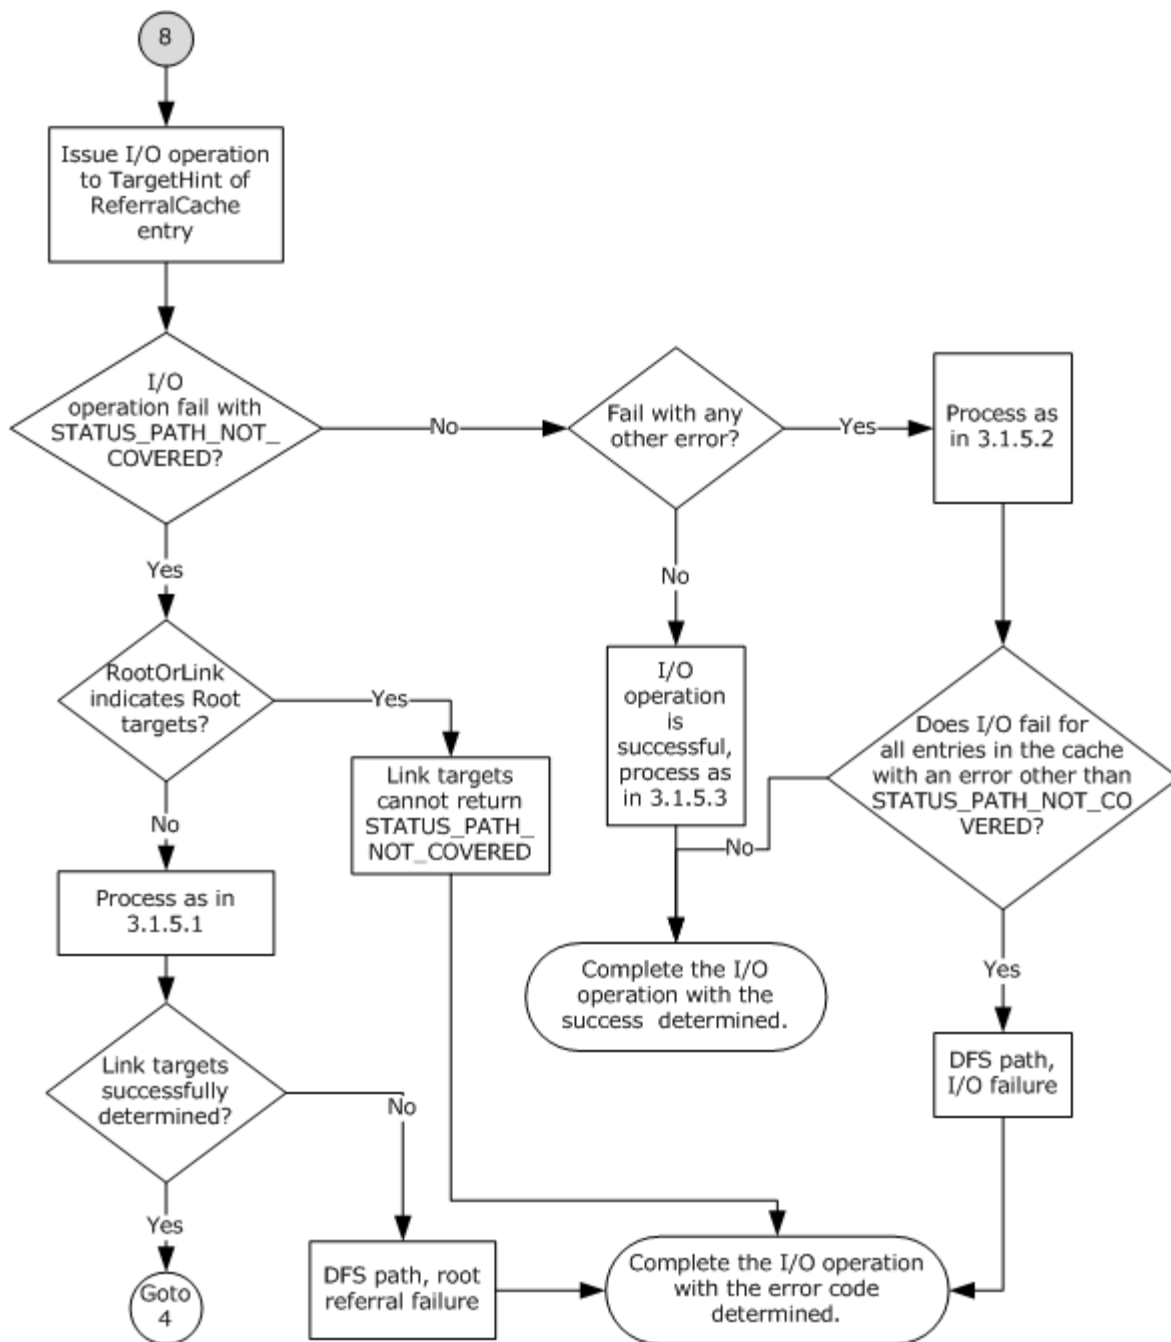 8
Issue I/O operation
to TargetHint of
ReferralCache
entry
I/O
operation fail with
STATUS_PATH_NOT_
COVERED?
No
Fail with any
other error?
Yes
Process as
in 3.1.5.2
Yes
No
RootOrLink
indicates Root
targets?
Yes
I/O
operation
is
successful,
process as
in 3.1.5.3
Does I/O fail for
all entries in the cache
with an error other than
STATUS_PATH_NOT_CO
VERED?
Link targets
cannot return
STATUS_PATH_
NOT_COVERED
No
No
Process as in
3.1.5.1
Complete the I/O
operation with the
success  determined.
Yes
Link targets
successfully
determined?
No
DFS path,
I/O failure
Yes
Goto
4
DFS path, root
referral failure
Complete the I/O operation
with the error code
determined.